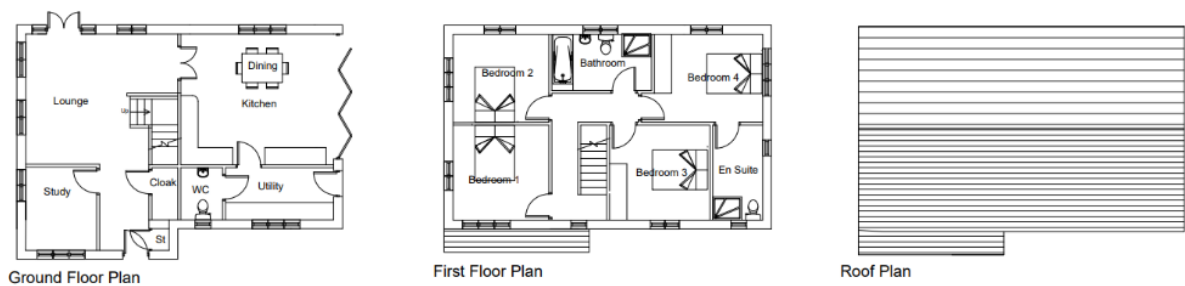 Dining
Lounge
Kitchen
Up
Study
Cloak
WC
Utility
St
Ground Floor Plan
Bedroom 2
Bathroom
Bedroom 4
Bedroom 1
Bedroom 3
En Suite
First Floor Plan
Roof Plan